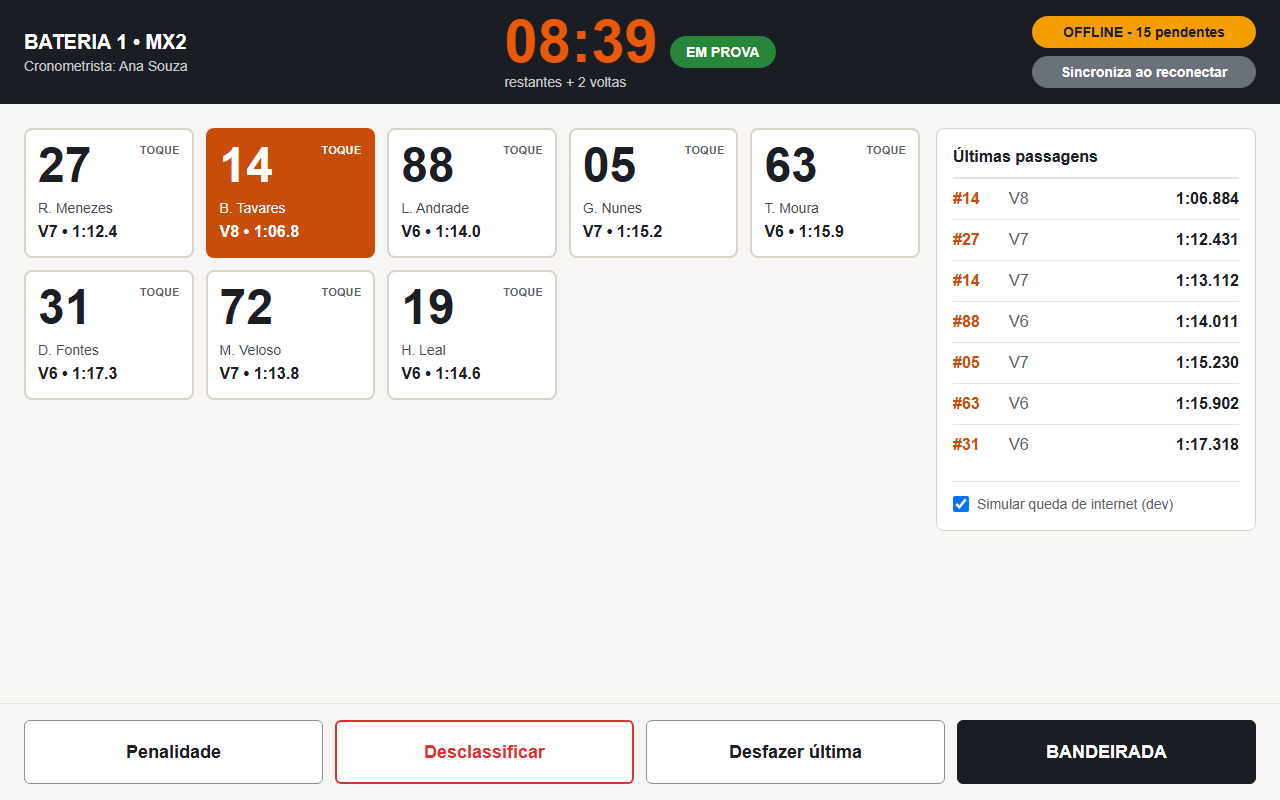 BATERIA 1 • MX2
Cronometrista: Ana Souza
08:39
restantes + 2 voltas
EM PROVA
OFFLINE - 15 pendentes
Sincroniza ao reconectar
27
TOQUE
R. Menezes
V7 • 1:12.4
14
TOQUE
B. Tavares
V8 • 1:06.8
88
TOQUE
L. Andrade
V6 • 1:14.0
05
TOQUE
G. Nunes
V7 • 1:15.2
63
TOQUE
T. Moura
V6 • 1:15.9
31
TOQUE
D. Fontes
V6 • 1:17.3
72
TOQUE
M. Veloso
V7 • 1:13.8
19
TOQUE
H. Leal
V6 • 1:14.6
Últimas passagens
#14 V8 1:06.884
#27 V7 1:12.431
#14 V7 1:13.112
#88 V6 1:14.011
#05 V7 1:15.230
#63 V6 1:15.902
#31 V6 1:17.318
Simular queda de internet (dev)
Penalidade
Desclassificar
Desfazer última
BANDEIRADA